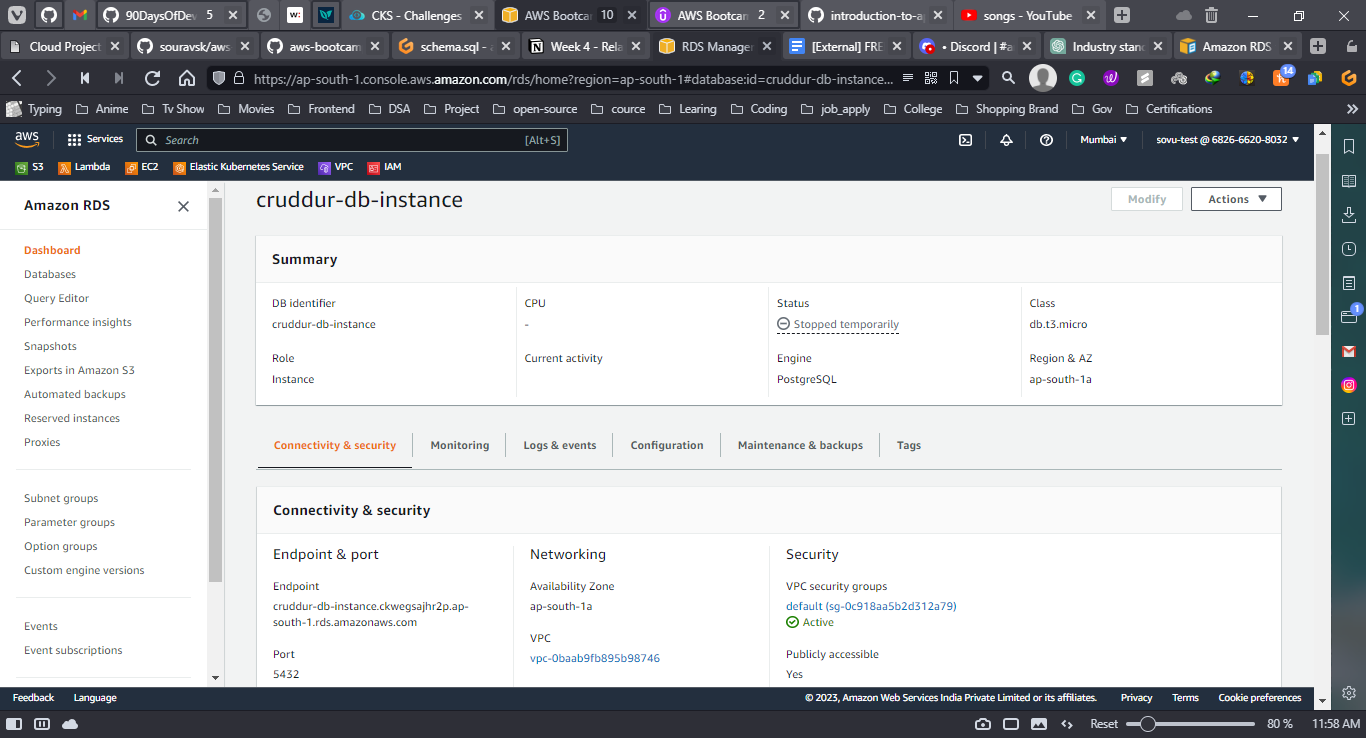 90DaysOfDev 5
w:
CKS - Challenges
AWS Bootcam 10
AWS Bootcam 2
introduction-to-ap
songs - YouTube
Cloud Project
souravsk/aws
aws-bootcam
schema.sql - a
Week 4 - Rela
RDS Manager
[External] FRE
• Discord | #a
Industry stand
Amazon RDS
https://ap-south-1.console.aws.amazon.com/rds/home?region=ap-south-1#database:id=cruddur-db-instance...
14
Typing
Anime
Tv Show
Movies
Frontend
DSA
Project
open-source
cource
Learing
Coding
job_apply
College
Shopping Brand
Gov
Certifications
aws
Services
Search
[Alt+S]
Mumbai
sovu-test @ 6826-6620-8032
S3
Lambda
EC2
Elastic Kubernetes Service
VPC
IAM
Amazon RDS
Dashboard
Databases
Query Editor
Performance insights
Snapshots
Exports in Amazon S3
Automated backups
Reserved instances
Proxies
Subnet groups
Parameter groups
Option groups
Custom engine versions
Events
Event subscriptions
cruddur-db-instance
Modify
Actions
Summary
DB identifier
cruddur-db-instance
CPU
-
Status
Stopped temporarily
Class
db.t3.micro
Role
Instance
Current activity
Engine
PostgreSQL
Region & AZ
ap-south-1a
Connectivity & security
Monitoring
Logs & events
Configuration
Maintenance & backups
Tags
Connectivity & security
Endpoint & port
Endpoint
cruddur-db-instance.ckwegsajhr2p.ap-
south-1.rds.amazonaws.com
Port
5432
Networking
Availability Zone
ap-south-1a
VPC
vpc-0baab9fb895b98746
Security
VPC security groups
default (sg-0c918aa5b2d312a79)
Active
Publicly accessible
Yes
1
Feedback
Language
© 2023, Amazon Web Services India Private Limited or its affiliates.
Privacy
Terms
Cookie preferences
Reset
80 %
11:58 AM